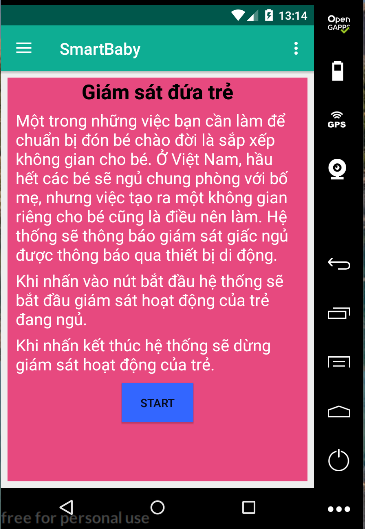 13:14
SmartBaby
Giám sát đứa trẻ
Một trong những việc bạn cần làm để
chuẩn bị đón bé chào đời là sắp xếp
không gian cho bé. Ở Việt Nam, hầu
hết các bé sẽ ngủ chung phòng với bố
mẹ, nhưng việc tạo ra một không gian
riêng cho bé cũng là điều nên làm. Hệ
thống sẽ thông báo giám sát giấc ngủ
được thông báo qua thiết bị di động.
Khi nhấn vào nút bắt đầu hệ thống sẽ
bắt đầu giám sát hoạt động của trẻ
đang ngủ.
Khi nhấn kết thúc hệ thống sẽ dừng
giám sát hoạt động của trẻ.
START
Open
GAPPS
GPS
free for personal use